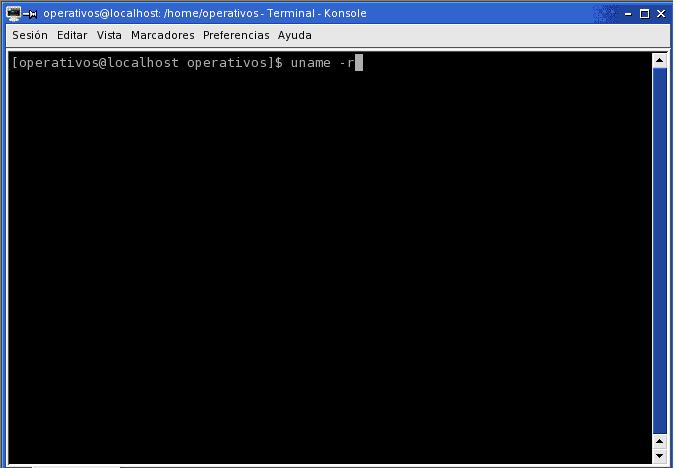 operativos@localhost: /home/operativos - Terminal - Konsole
Sesión Editar Vista Marcadores Preferencias Ayuda
[operativos@localhost operativos]$ uname -r